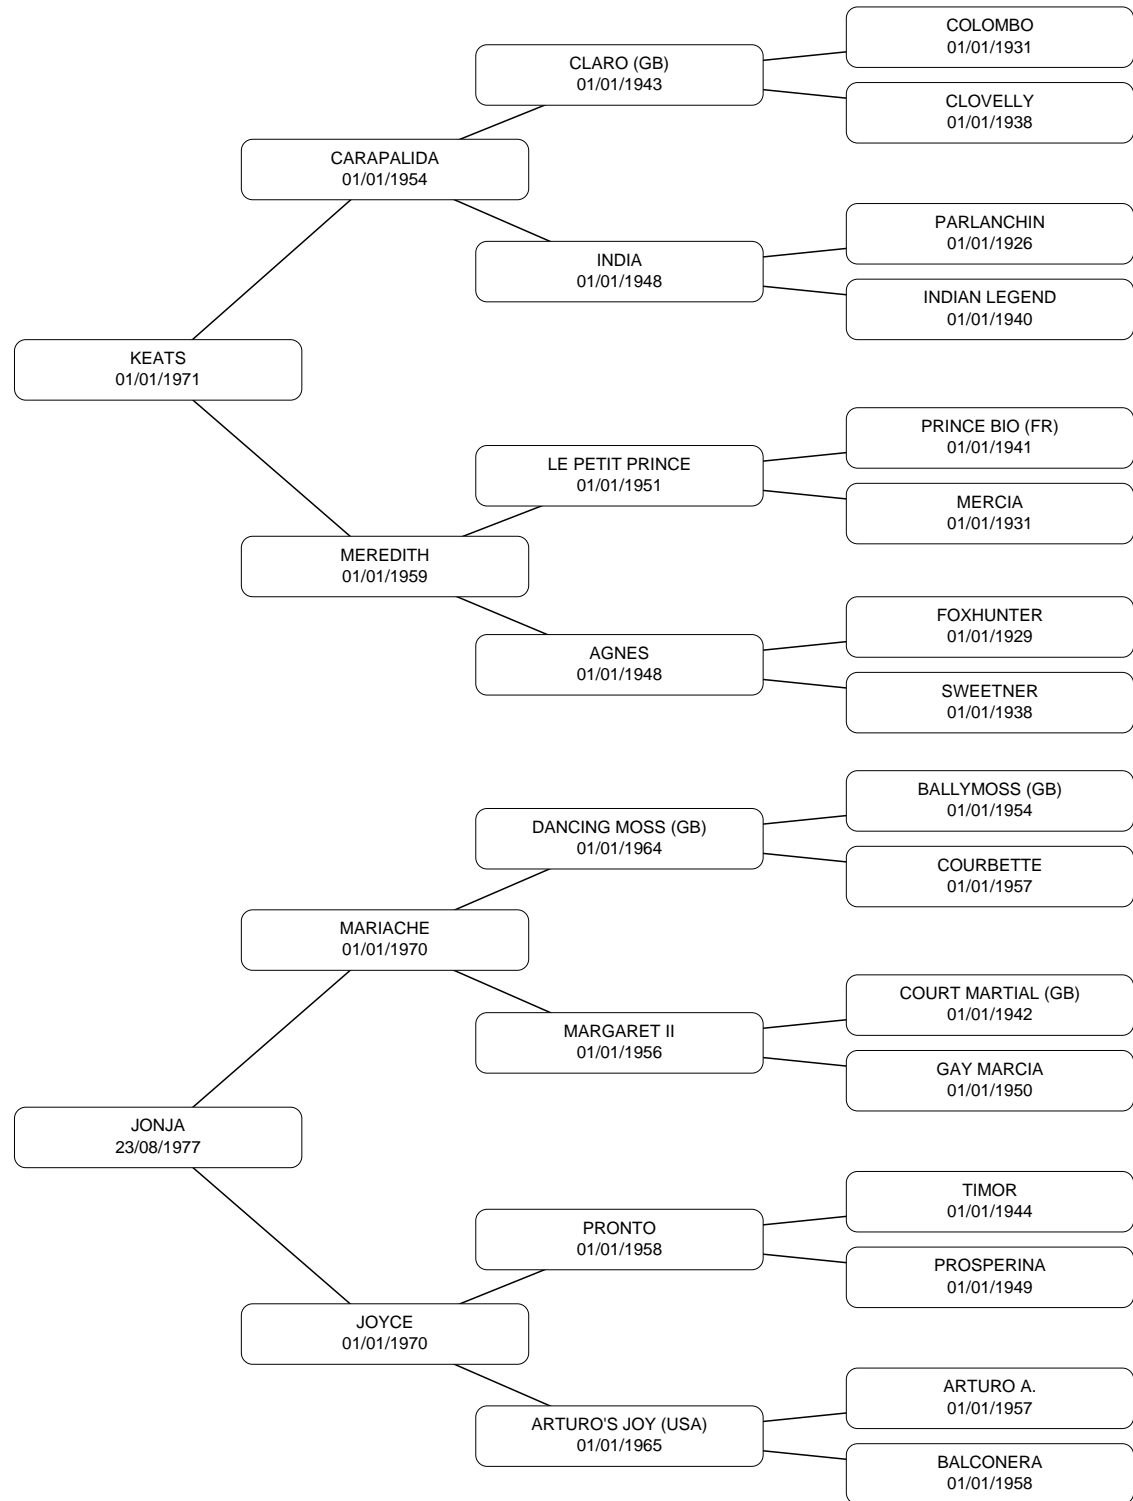 COLOMBO
01/01/1931
CLARO (GB)
01/01/1943
CLOVELLY
01/01/1938
CARAPALIDA
01/01/1954
PARLANCHIN
01/01/1926
INDIA
01/01/1948
INDIAN LEGEND
01/01/1940
KEATS
01/01/1971
PRINCE BIO (FR)
01/01/1941
LE PETIT PRINCE
01/01/1951
MERCIA
01/01/1931
MEREDITH
01/01/1959
FOXHUNTER
01/01/1929
AGNES
01/01/1948
SWEETNER
01/01/1938
BALLYMOSS (GB)
01/01/1954
DANCING MOSS (GB)
01/01/1964
COURBETTE
01/01/1957
MARIACHE
01/01/1970
COURT MARTIAL (GB)
01/01/1942
MARGARET II
01/01/1956
GAY MARCIA
01/01/1950
JONJA
23/08/1977
TIMOR
01/01/1944
PRONTO
01/01/1958
PROSPERINA
01/01/1949
JOYCE
01/01/1970
ARTURO A.
01/01/1957
ARTURO'S JOY (USA)
01/01/1965
BALCONERA
01/01/1958